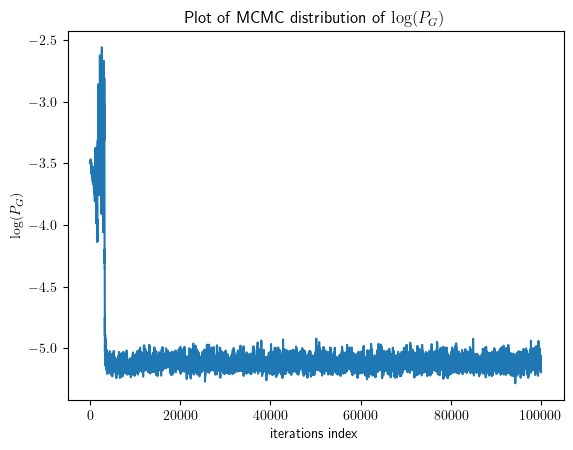 Plot of MCMC distribution of log(P_G)
−2.5
−3.0
−3.5
−4.0
−4.5
−5.0
log(P_G)
0 20000 40000 60000 80000 100000
iterations index